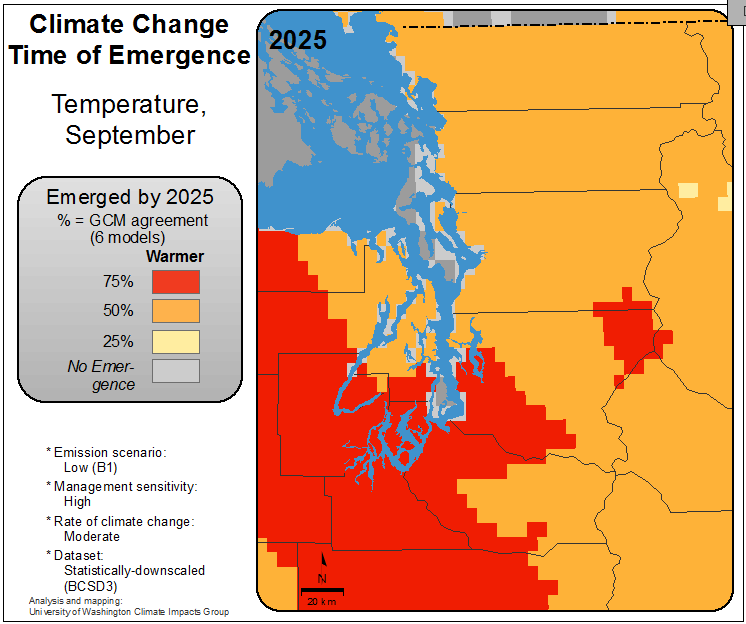 Climate Change
Time of Emergence
Temperature,
September
Emerged by 2025
% = GCM agreement
(6 models)
Warmer
75%
50%
25%
No Emer-
gence
* Emission scenario:
Low (B1)
* Management sensitivity:
High
* Rate of climate change:
Moderate
* Dataset:
Statistically-downscaled
(BCSD3)
Analysis and mapping:
University of Washington Climate Impacts Group
2025
N
20 km